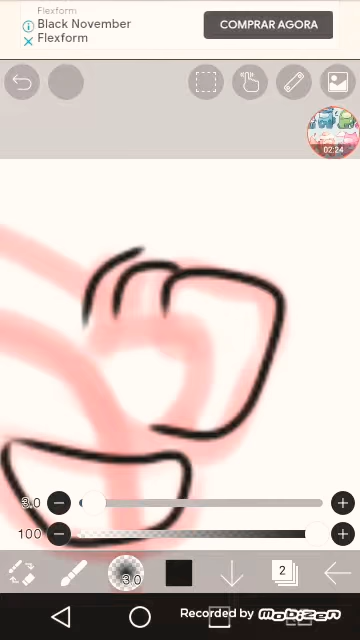 Flexform
Black November
Flexform
COMPRAR AGORA
02:24
3.0
100
3.0
2
Recorded by mobizen